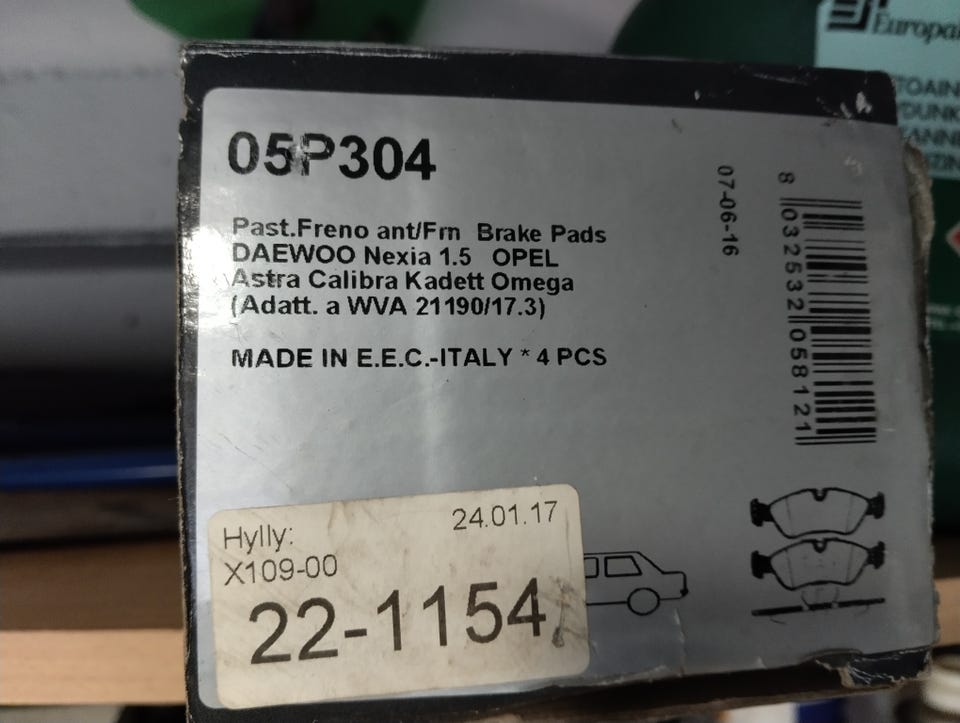 05P304
Past.Freno ant/Frn Brake Pads
DAEWOO Nexia 1.5 OPEL
Astra Calibra Kadett Omega
(Adatt. a WVA 21190/17.3)
MADE IN E.E.C.-ITALY * 4 PCS
07-06-16
8 032532 058121
Hylly:
24.01.17
X109-00
22-1154